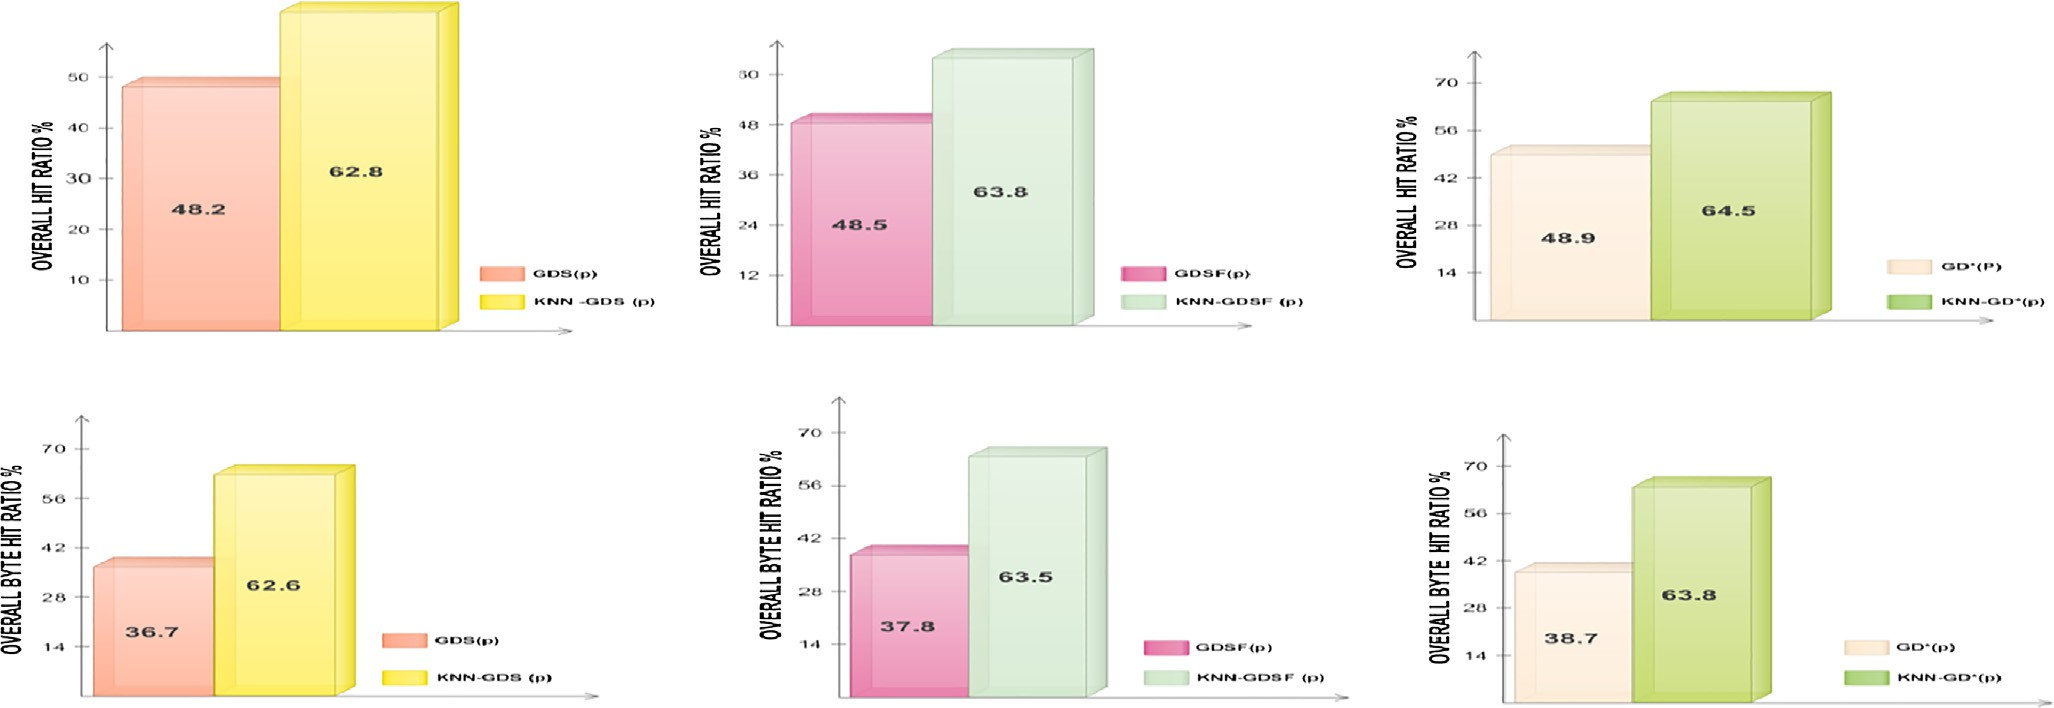 OVERALL HIT RATIO %
50
40
30
20
10
48.2
62.8
GDS(p)
KNN -GDS (p)
OVERALL HIT RATIO %
60
48
36
24
12
48.5
63.8
GDSF(p)
KNN-GDSF (p)
OVERALL HIT RATIO %
70
56
42
28
14
48.9
64.5
GD*(P)
KNN-GD*(p)
OVERALL BYTE HIT RATIO %
70
56
42
28
14
36.7
62.6
GDS(p)
KNN-GDS (p)
OVERALL BYTE HIT RATIO %
70
56
42
28
14
37.8
63.5
GDSF(p)
KNN-GDSF (p)
OVERALL BYTE HIT RATIO %
70
56
42
28
14
38.7
63.8
GD*(p)
KNN-GD*(p)